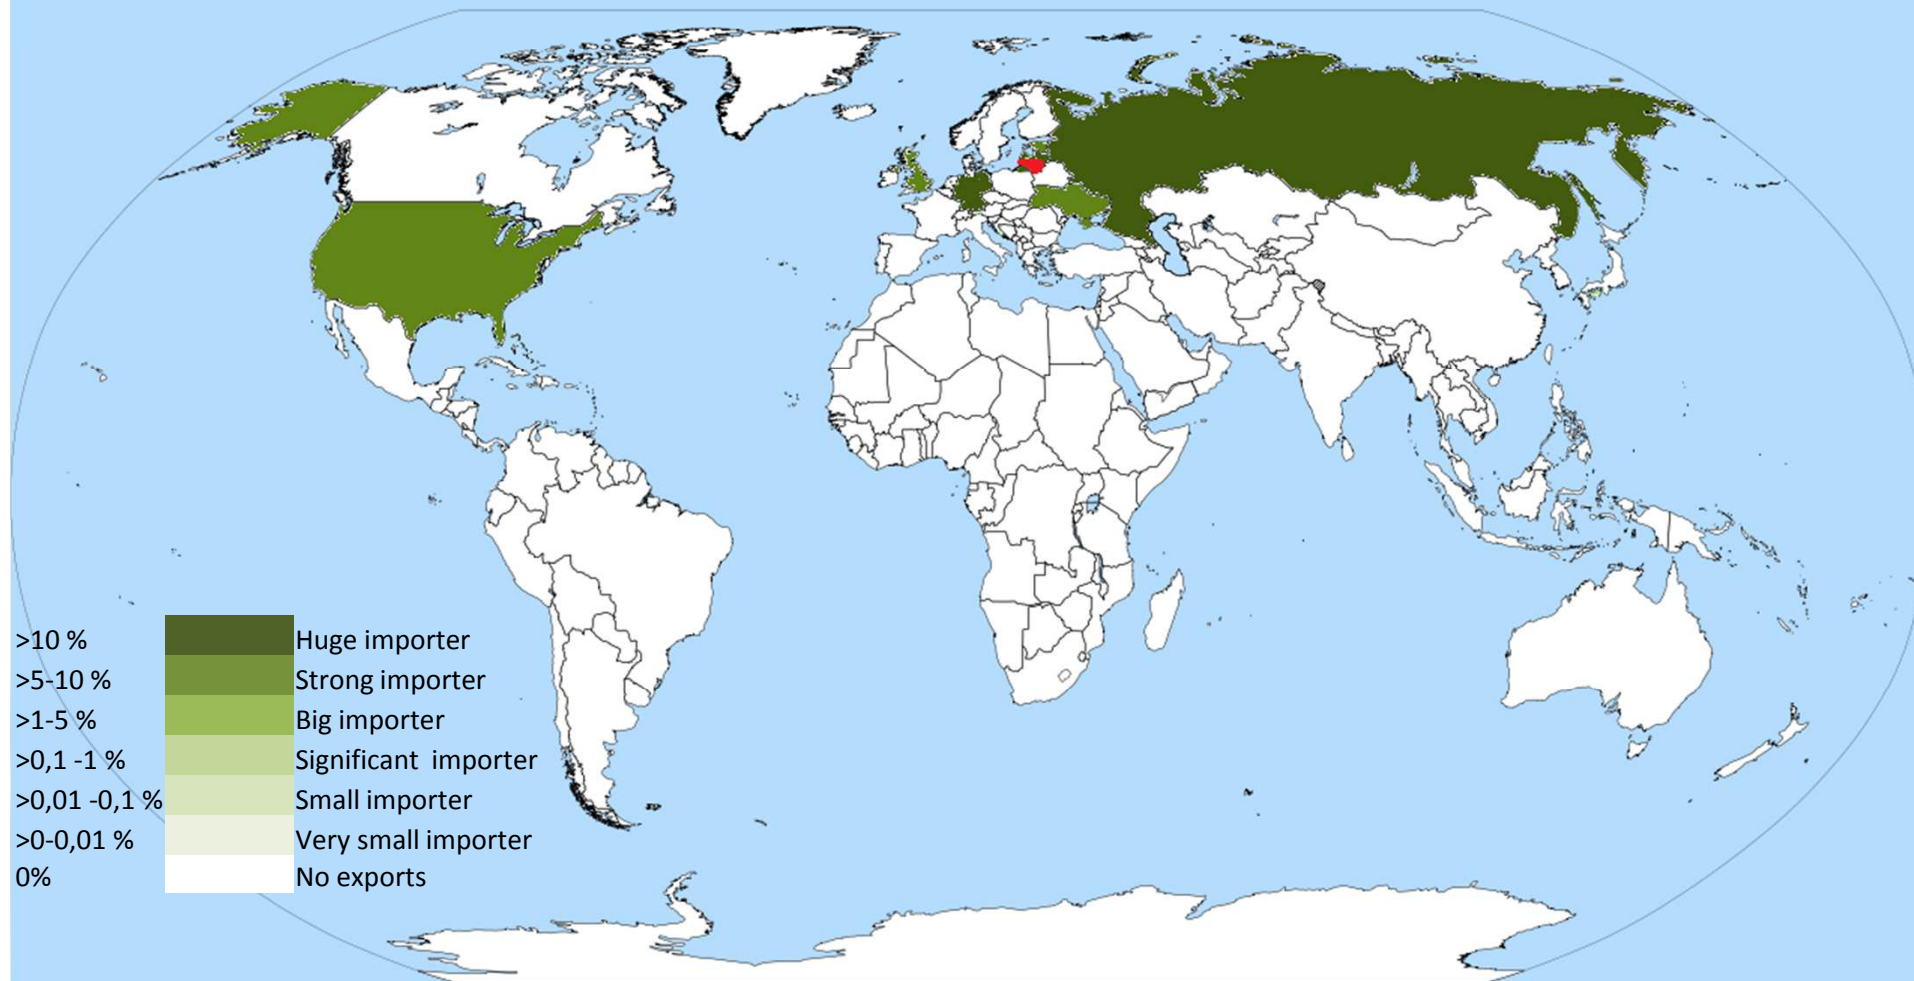 >10 % Huge importer
>5-10 % Strong importer
>1-5 % Big importer
>0,1 -1 % Significant  importer
>0,01 -0,1 % Small importer
>0-0,01 % Very small importer
0% No exports